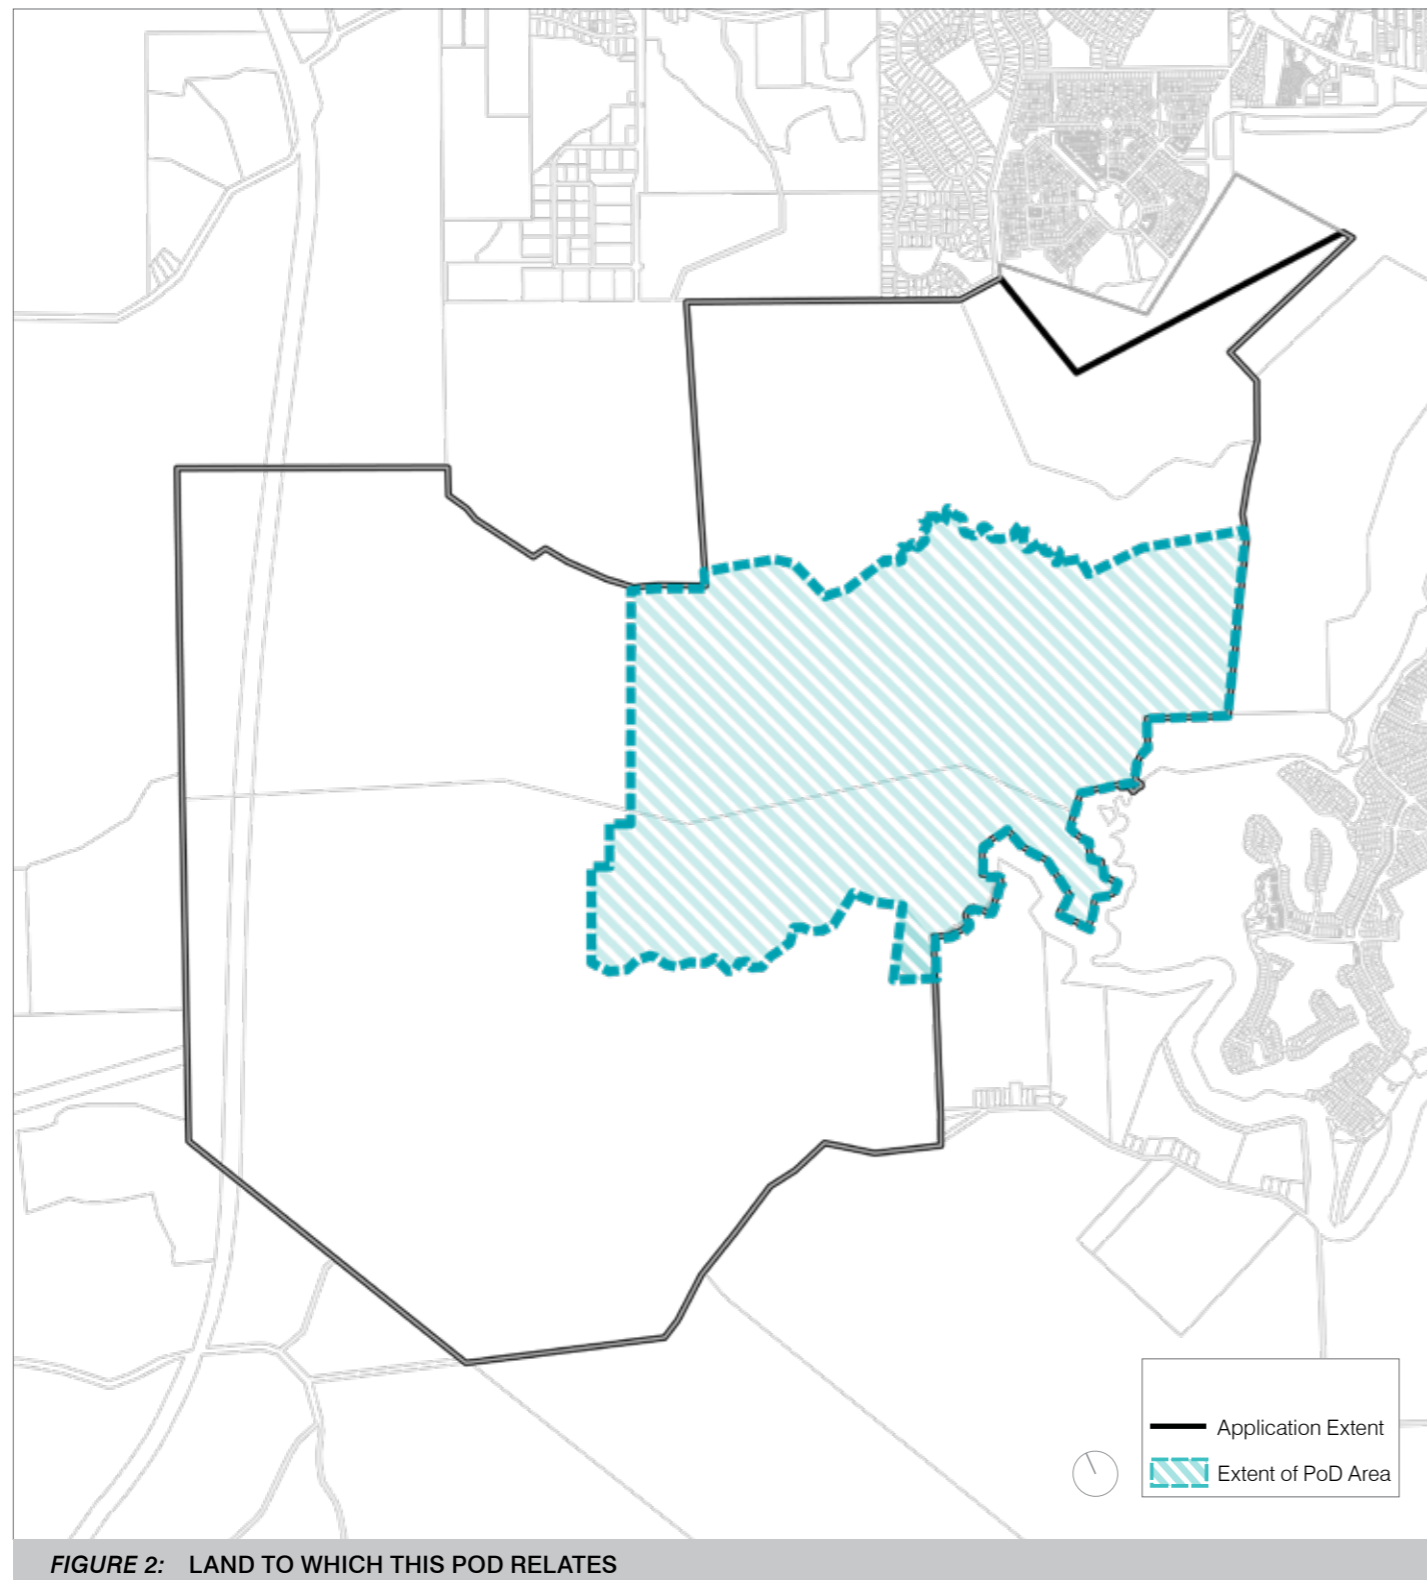 Application Extent
Extent of PoD Area
FIGURE 2: LAND TO WHICH THIS POD RELATES